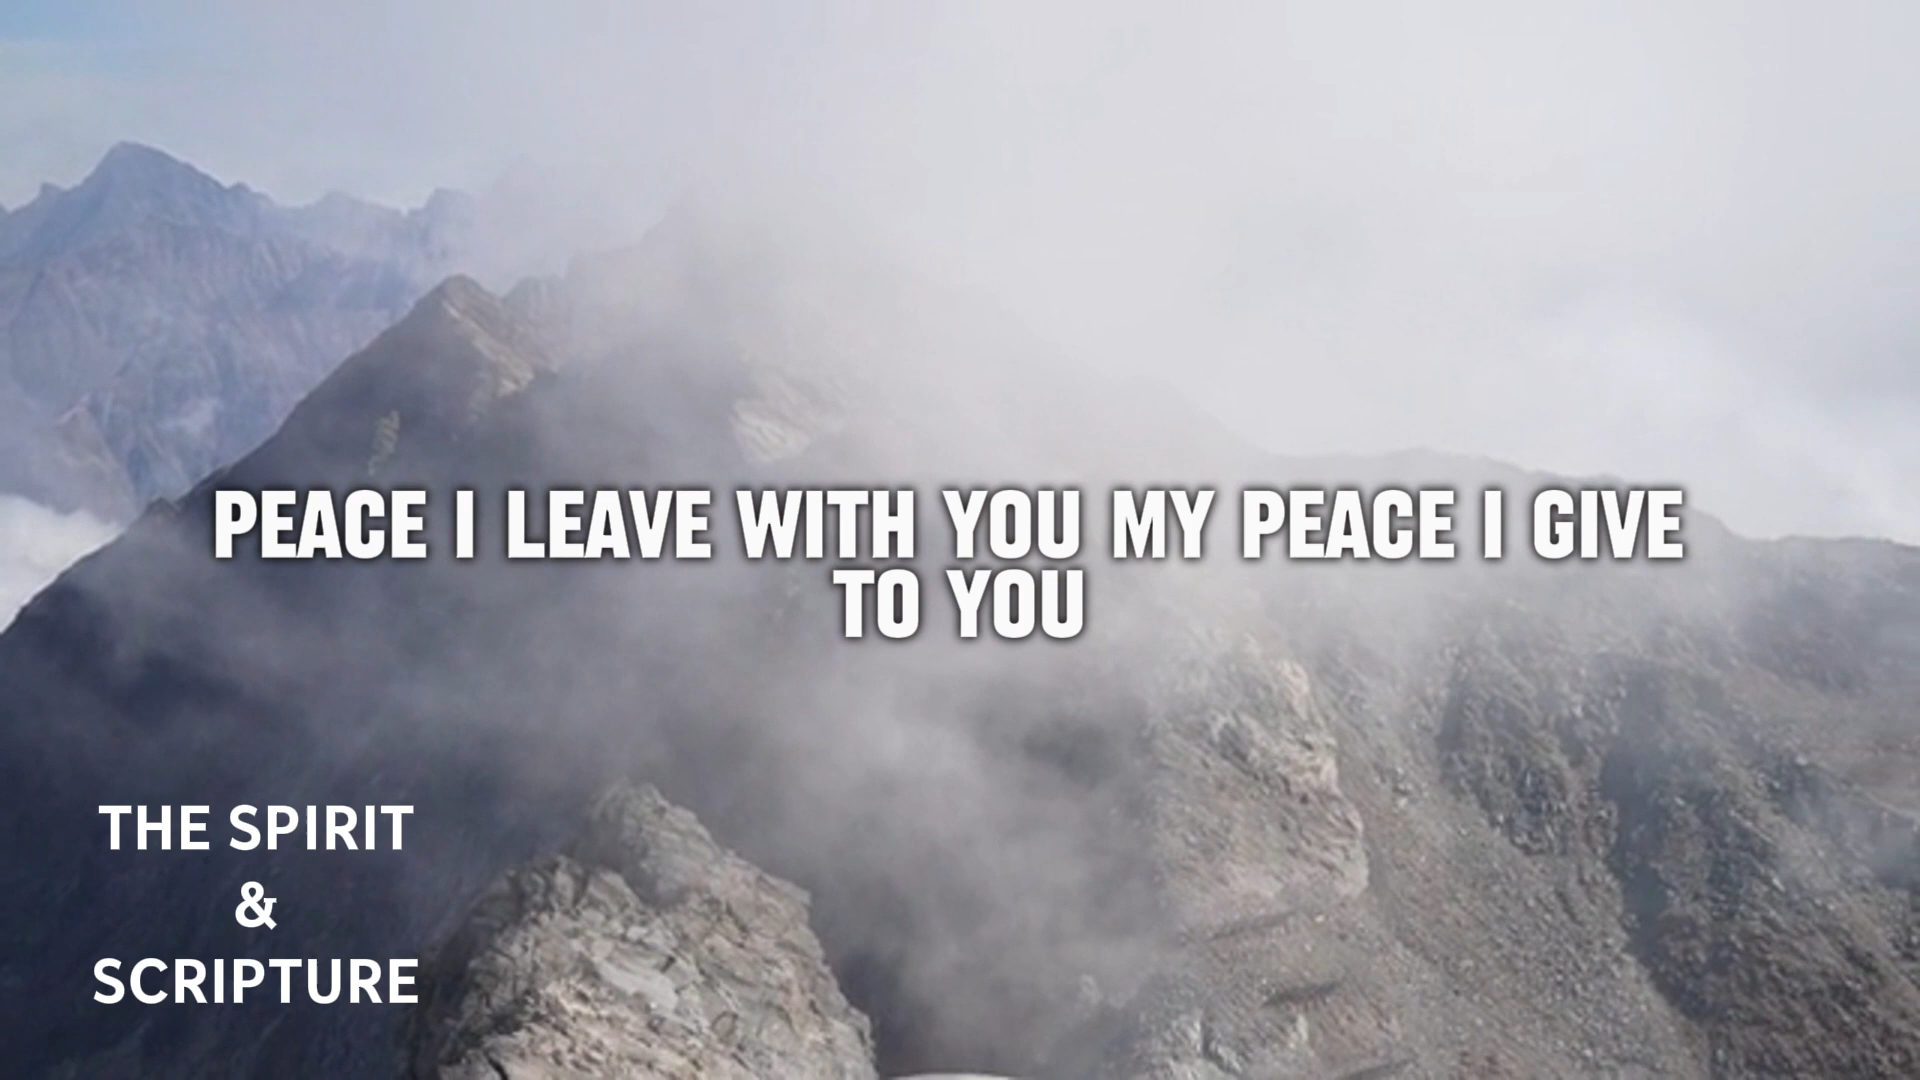 PEACE I LEAVE WITH YOU MY PEACE I GIVE
TO YOU
THE SPIRIT
&
SCRIPTURE